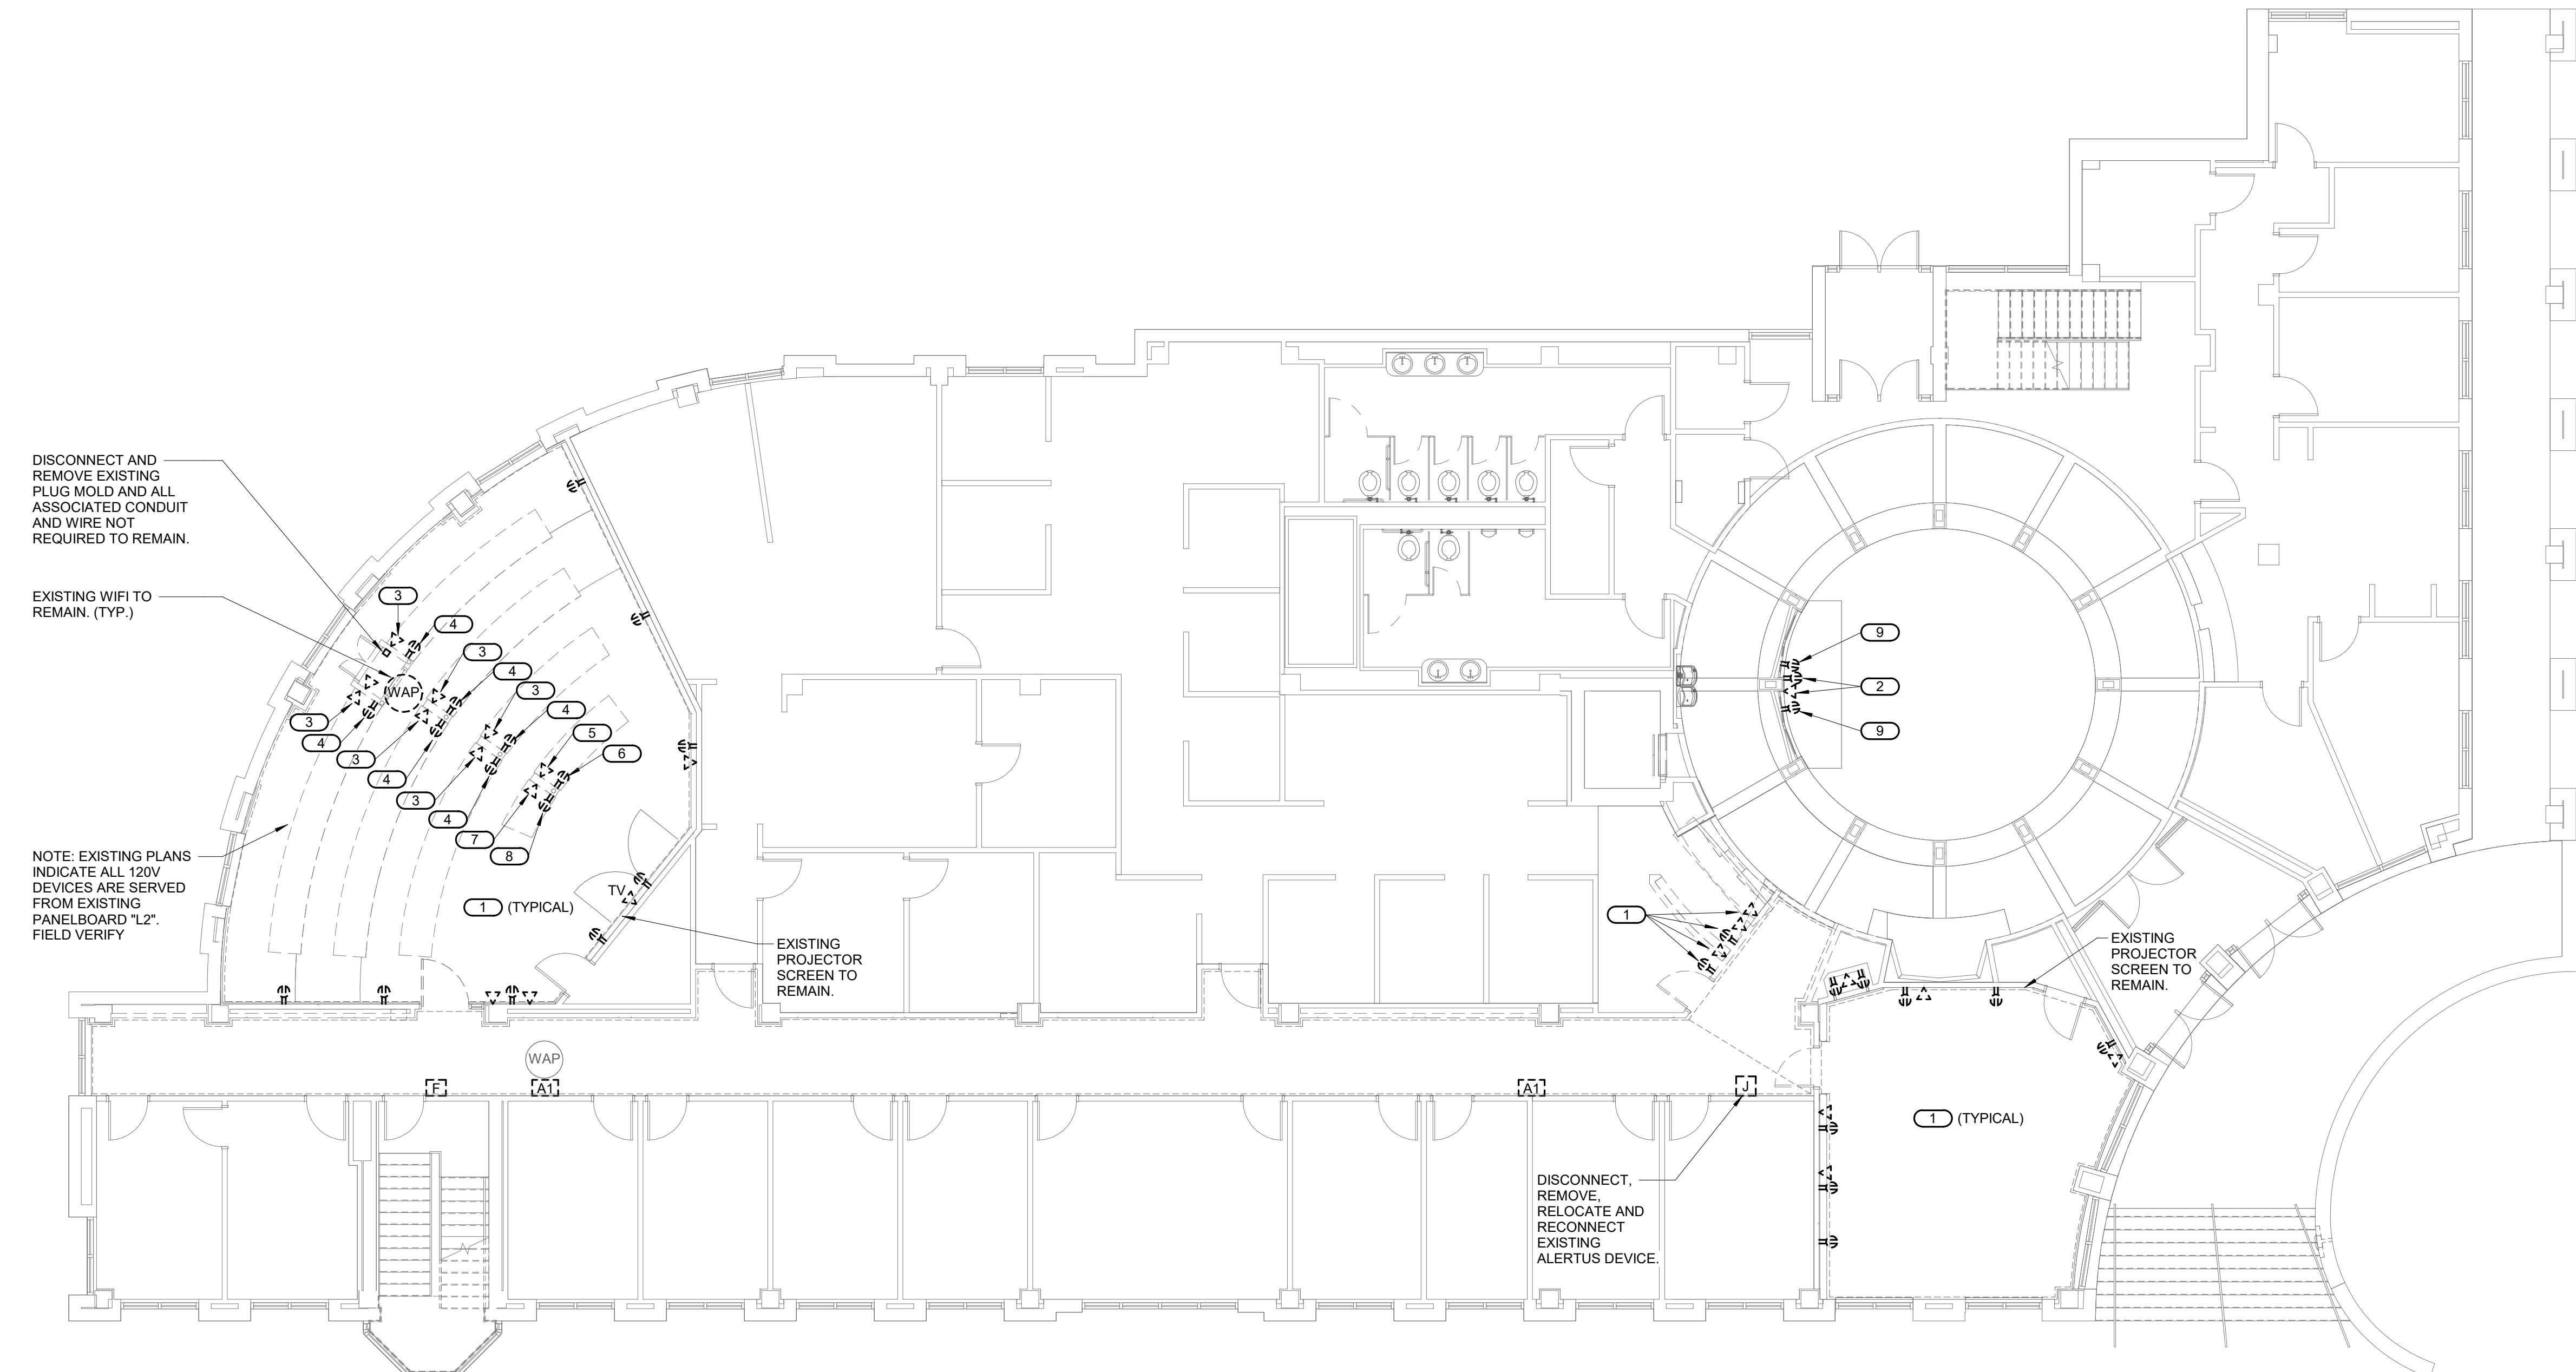 DISCONNECT AND
REMOVE EXISTING
PLUG MOLD AND ALL
ASSOCIATED CONDUIT
AND WIRE NOT
REQUIRED TO REMAIN.
EXISTING WIFI TO
REMAIN. (TYP.)
3
4
3
4
3
4
5
6
WAP
3
4
3
4
3
4
7
8
NOTE: EXISTING PLANS
INDICATE ALL 120V
DEVICES ARE SERVED
FROM EXISTING
PANELBOARD "L2".
FIELD VERIFY
TV
1 (TYPICAL)
EXISTING
PROJECTOR
SCREEN TO
REMAIN.
9
2
9
1
EXISTING
PROJECTOR
SCREEN TO
REMAIN.
WAP
F
A1
A1
J
1 (TYPICAL)
DISCONNECT,
REMOVE,
RELOCATE AND
RECONNECT
EXISTING
ALERTUS DEVICE.